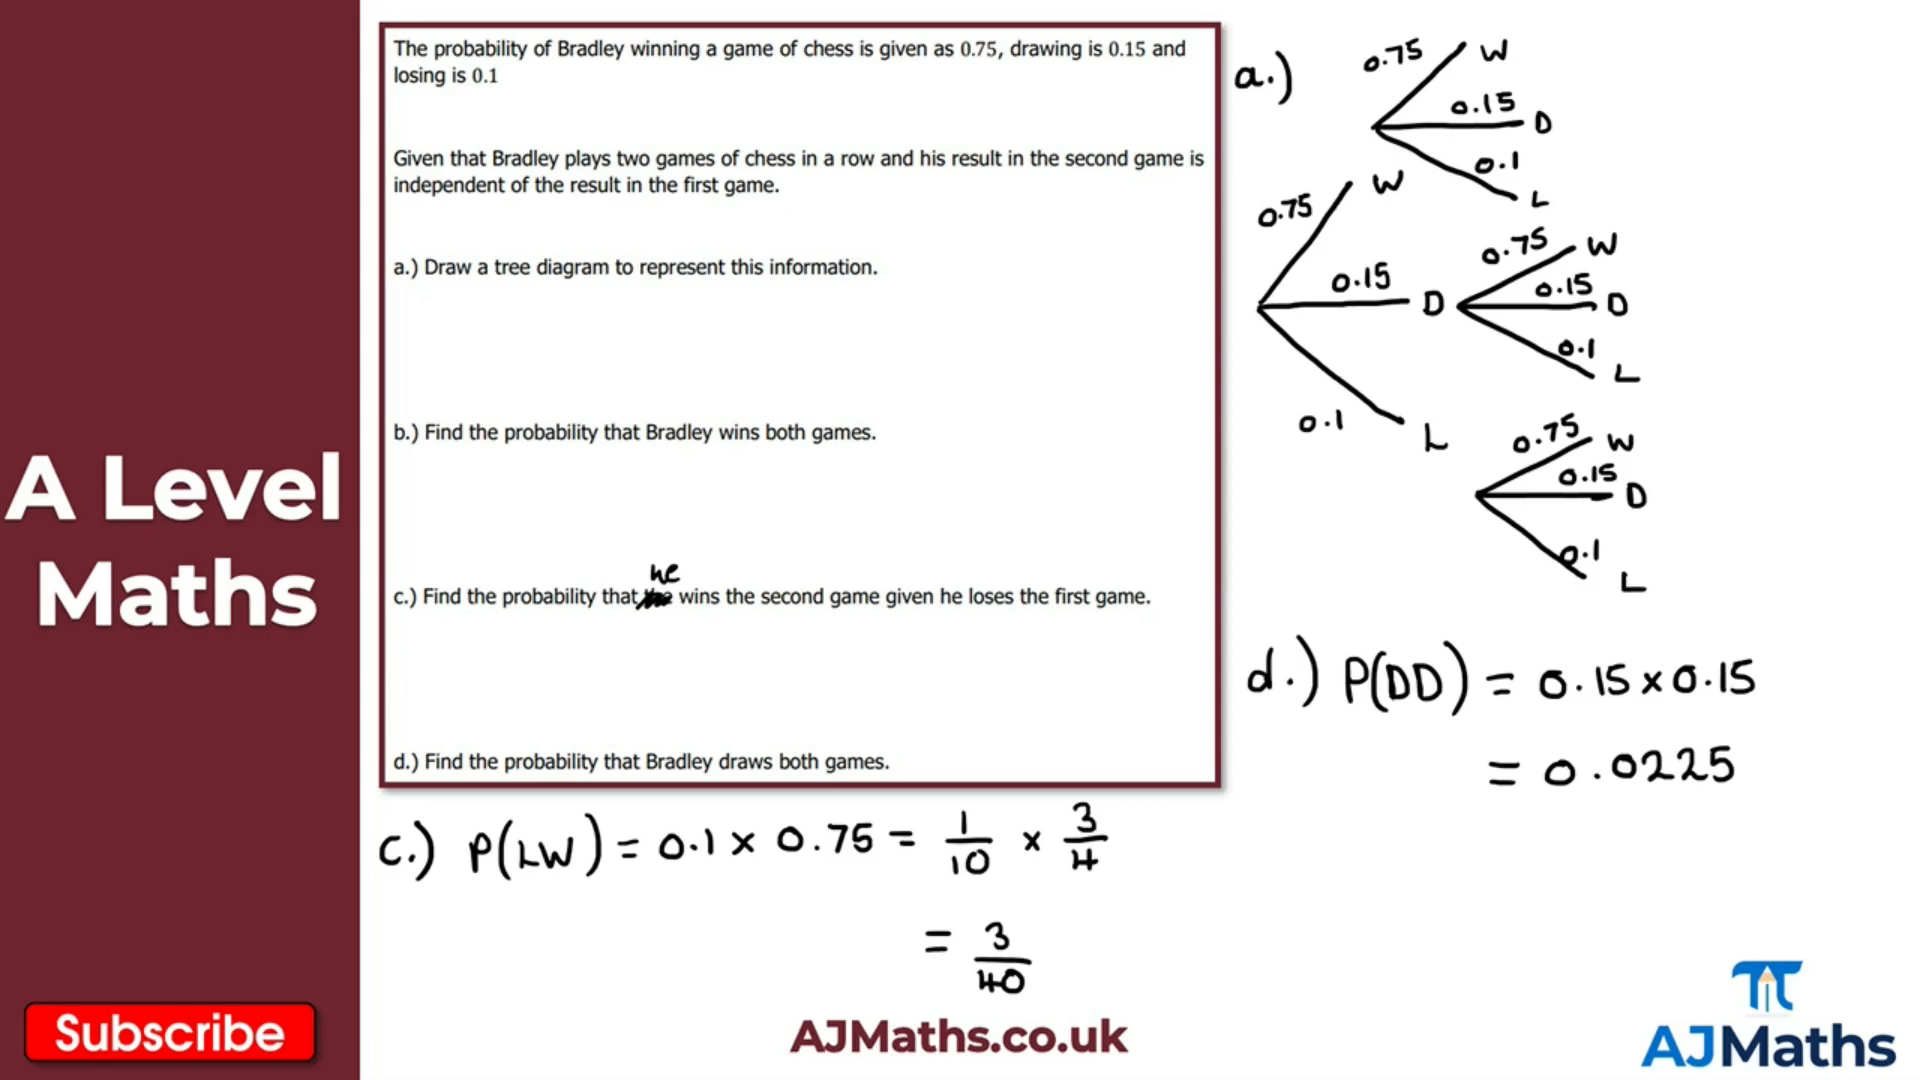 A Level
Maths
Subscribe
The probability of Bradley winning a game of chess is given as 0.75, drawing is 0.15 and
losing is 0.1
Given that Bradley plays two games of chess in a row and his result in the second game is
independent of the result in the first game.
a.) Draw a tree diagram to represent this information.
b.) Find the probability that Bradley wins both games.
he
c.) Find the probability that wins the second game given he loses the first game.
d.) Find the probability that Bradley draws both games.
a.)
0.75 W
0.15 D
0.1 L
0.75 W
0.15 D
0.1 L
0.75 W
0.15 D
0.1 L
0.75 W
0.15 D
0.1 L
c.) P(LW) = 0.1 × 0.75 = 1/10 × 3/4
= 3/40
d.) P(DD) = 0.15 × 0.15
= 0.0225
AJMaths.co.uk
AJMaths